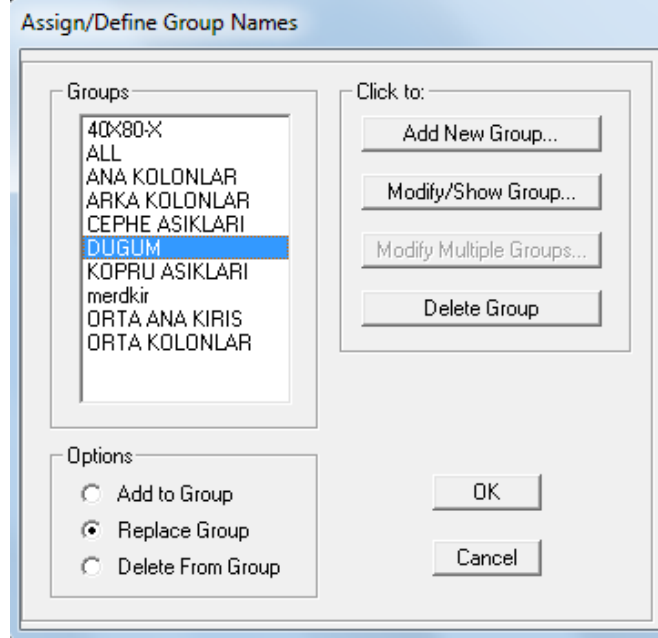 Assign/Define Group Names
Groups
40X80-X
ALL
ANA KOLONLAR
ARKA KOLONLAR
CEPHE ASIKLARI
DUGUM
KOPRU ASIKLARI
merdkir
ORTA ANA KIRIS
ORTA KOLONLAR
Click to:
Add New Group...
Modify/Show Group...
Modify Multiple Groups...
Delete Group
Options
Add to Group
Replace Group
Delete From Group
OK
Cancel